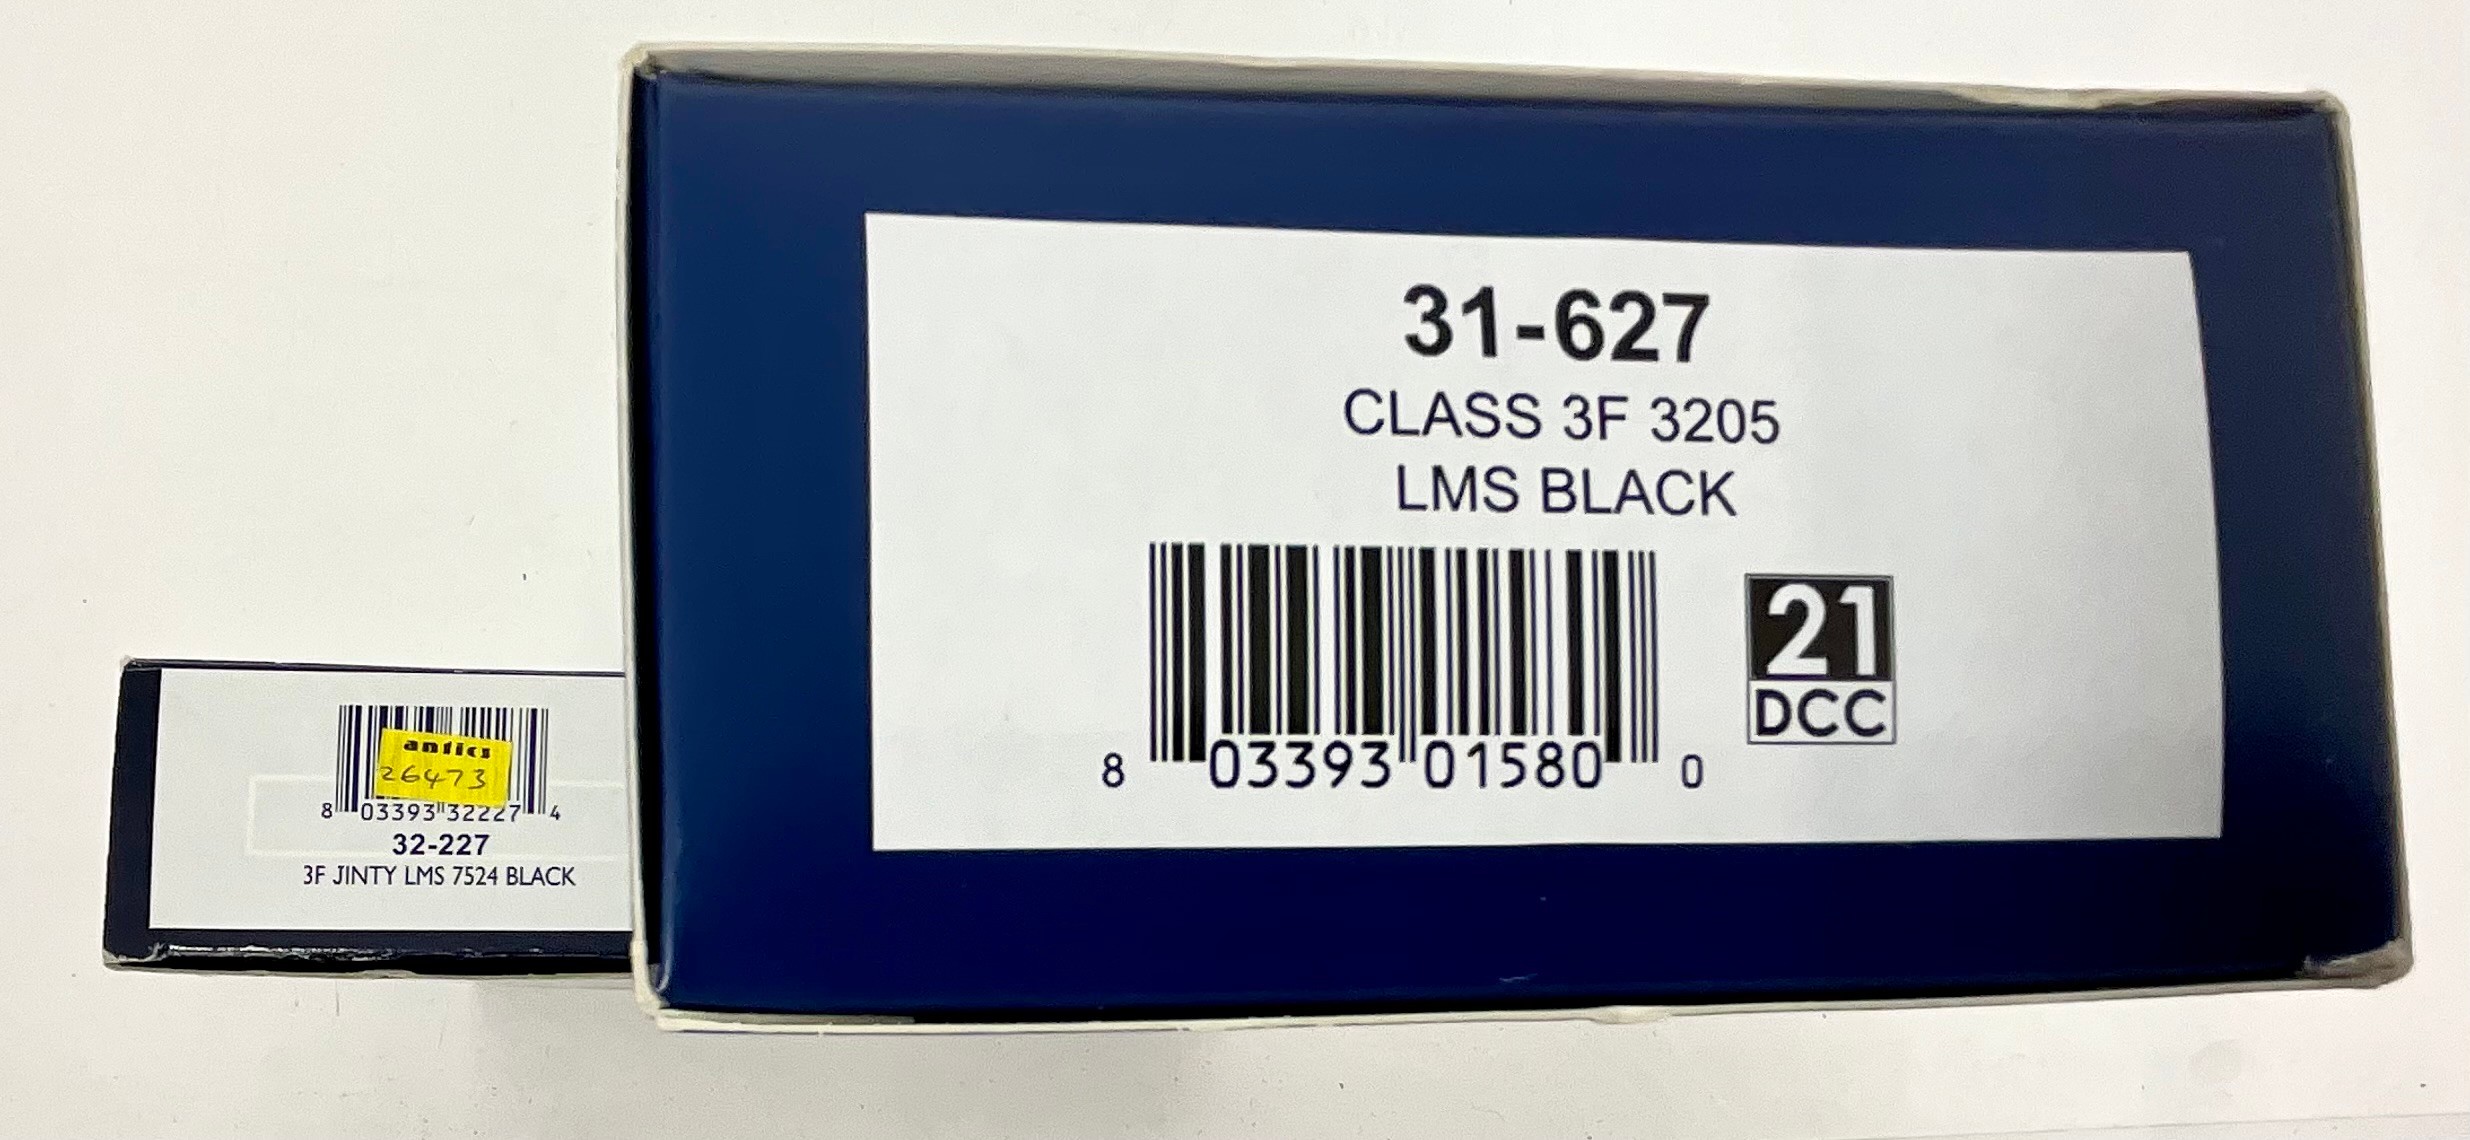 31-627
CLASS 3F 3205
LMS BLACK
8 03393 01580 0
21
DCC
antics
26473
8 03393 32227 4
32-227
3F JINTY LMS 7524 BLACK